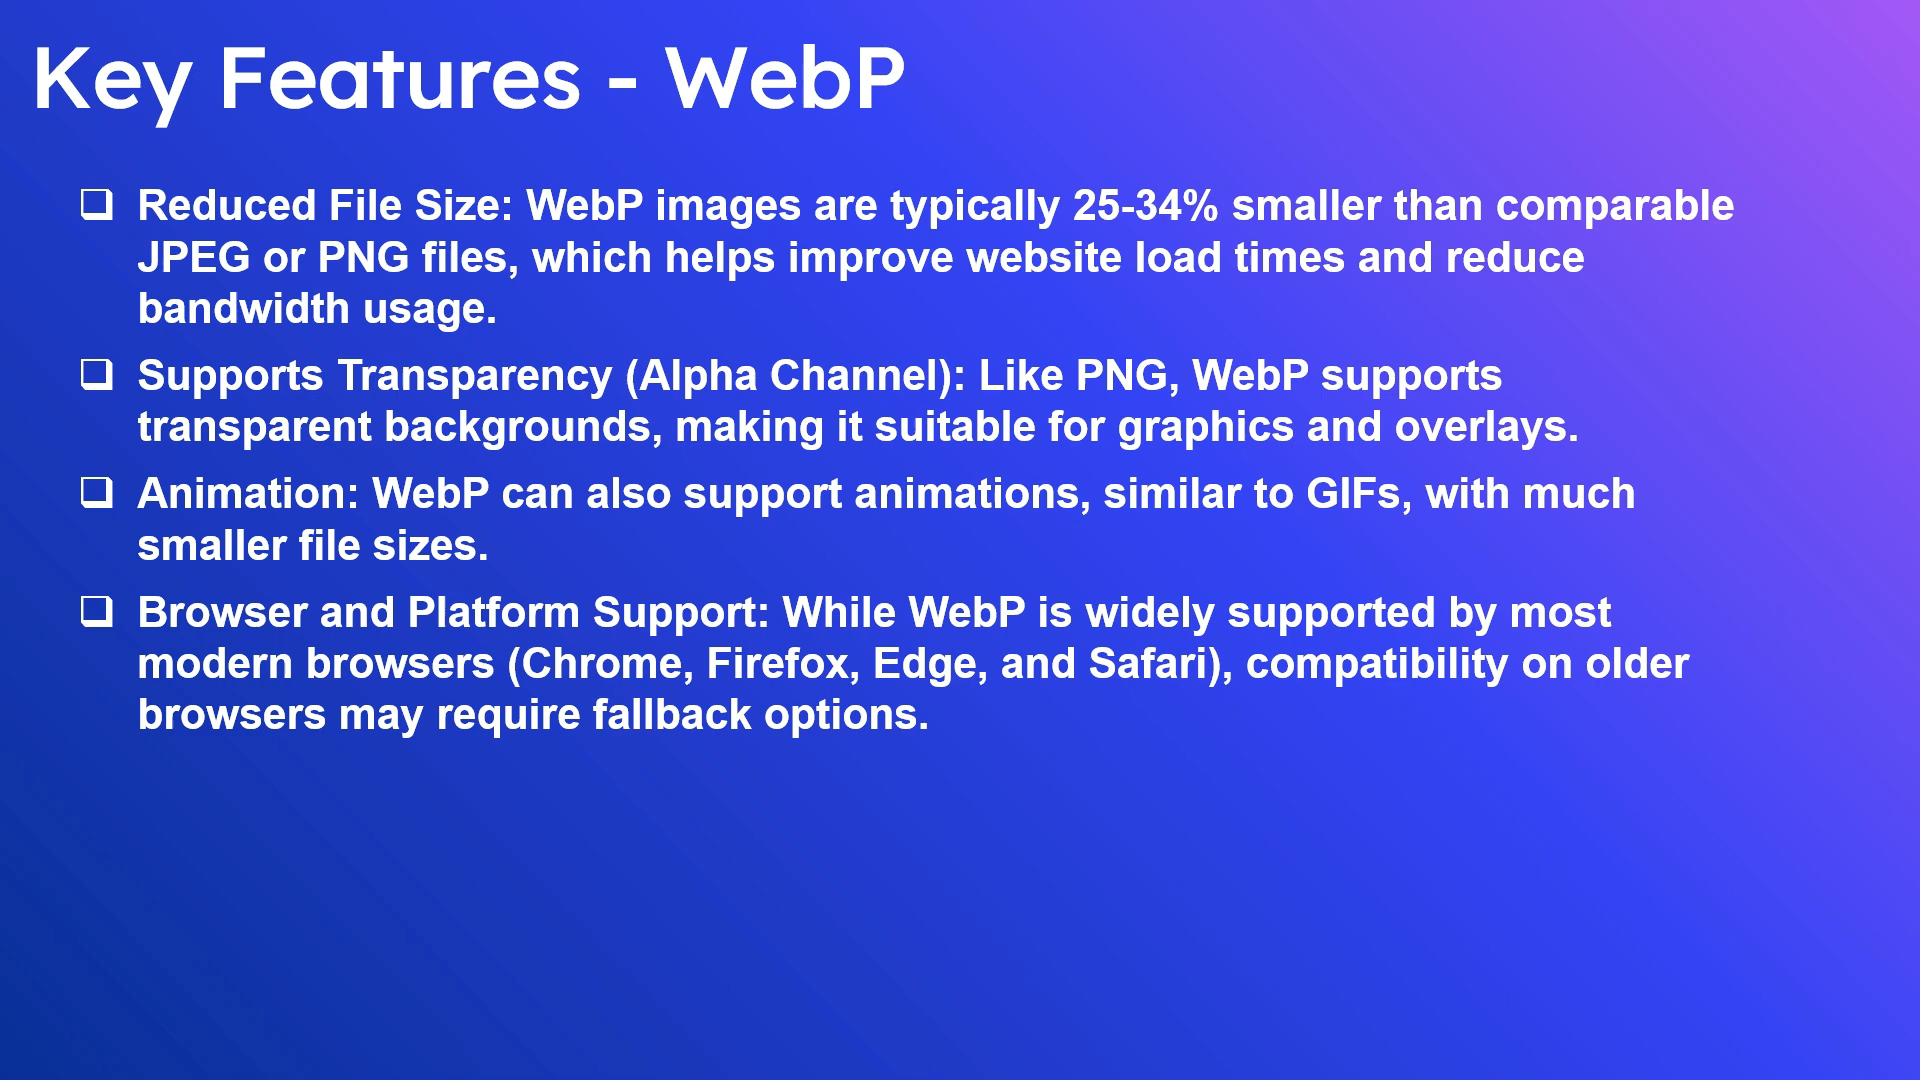 Key Features - WebP
❑ Reduced File Size: WebP images are typically 25-34% smaller than comparable
JPEG or PNG files, which helps improve website load times and reduce
bandwidth usage.
❑ Supports Transparency (Alpha Channel): Like PNG, WebP supports
transparent backgrounds, making it suitable for graphics and overlays.
❑ Animation: WebP can also support animations, similar to GIFs, with much
smaller file sizes.
❑ Browser and Platform Support: While WebP is widely supported by most
modern browsers (Chrome, Firefox, Edge, and Safari), compatibility on older
browsers may require fallback options.